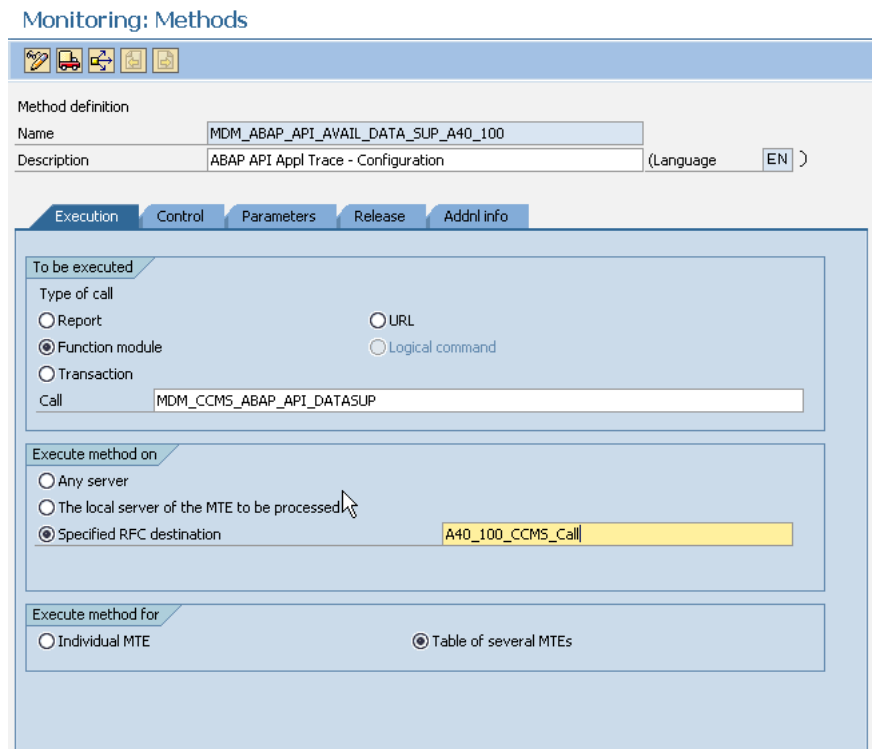 Monitoring: Methods
Method definition
Name MDM_ABAP_API_AVAIL_DATA_SUP_A40_100
Description ABAP API Appl Trace - Configuration (Language EN )
Execution Control Parameters Release Addnl info
To be executed
Type of call
Report URL
Function module Logical command
Transaction
Call MDM_CCMS_ABAP_API_DATASUP
Execute method on
Any server
The local server of the MTE to be processed
Specified RFC destination A40_100_CCMS_Call
Execute method for
Individual MTE Table of several MTEs